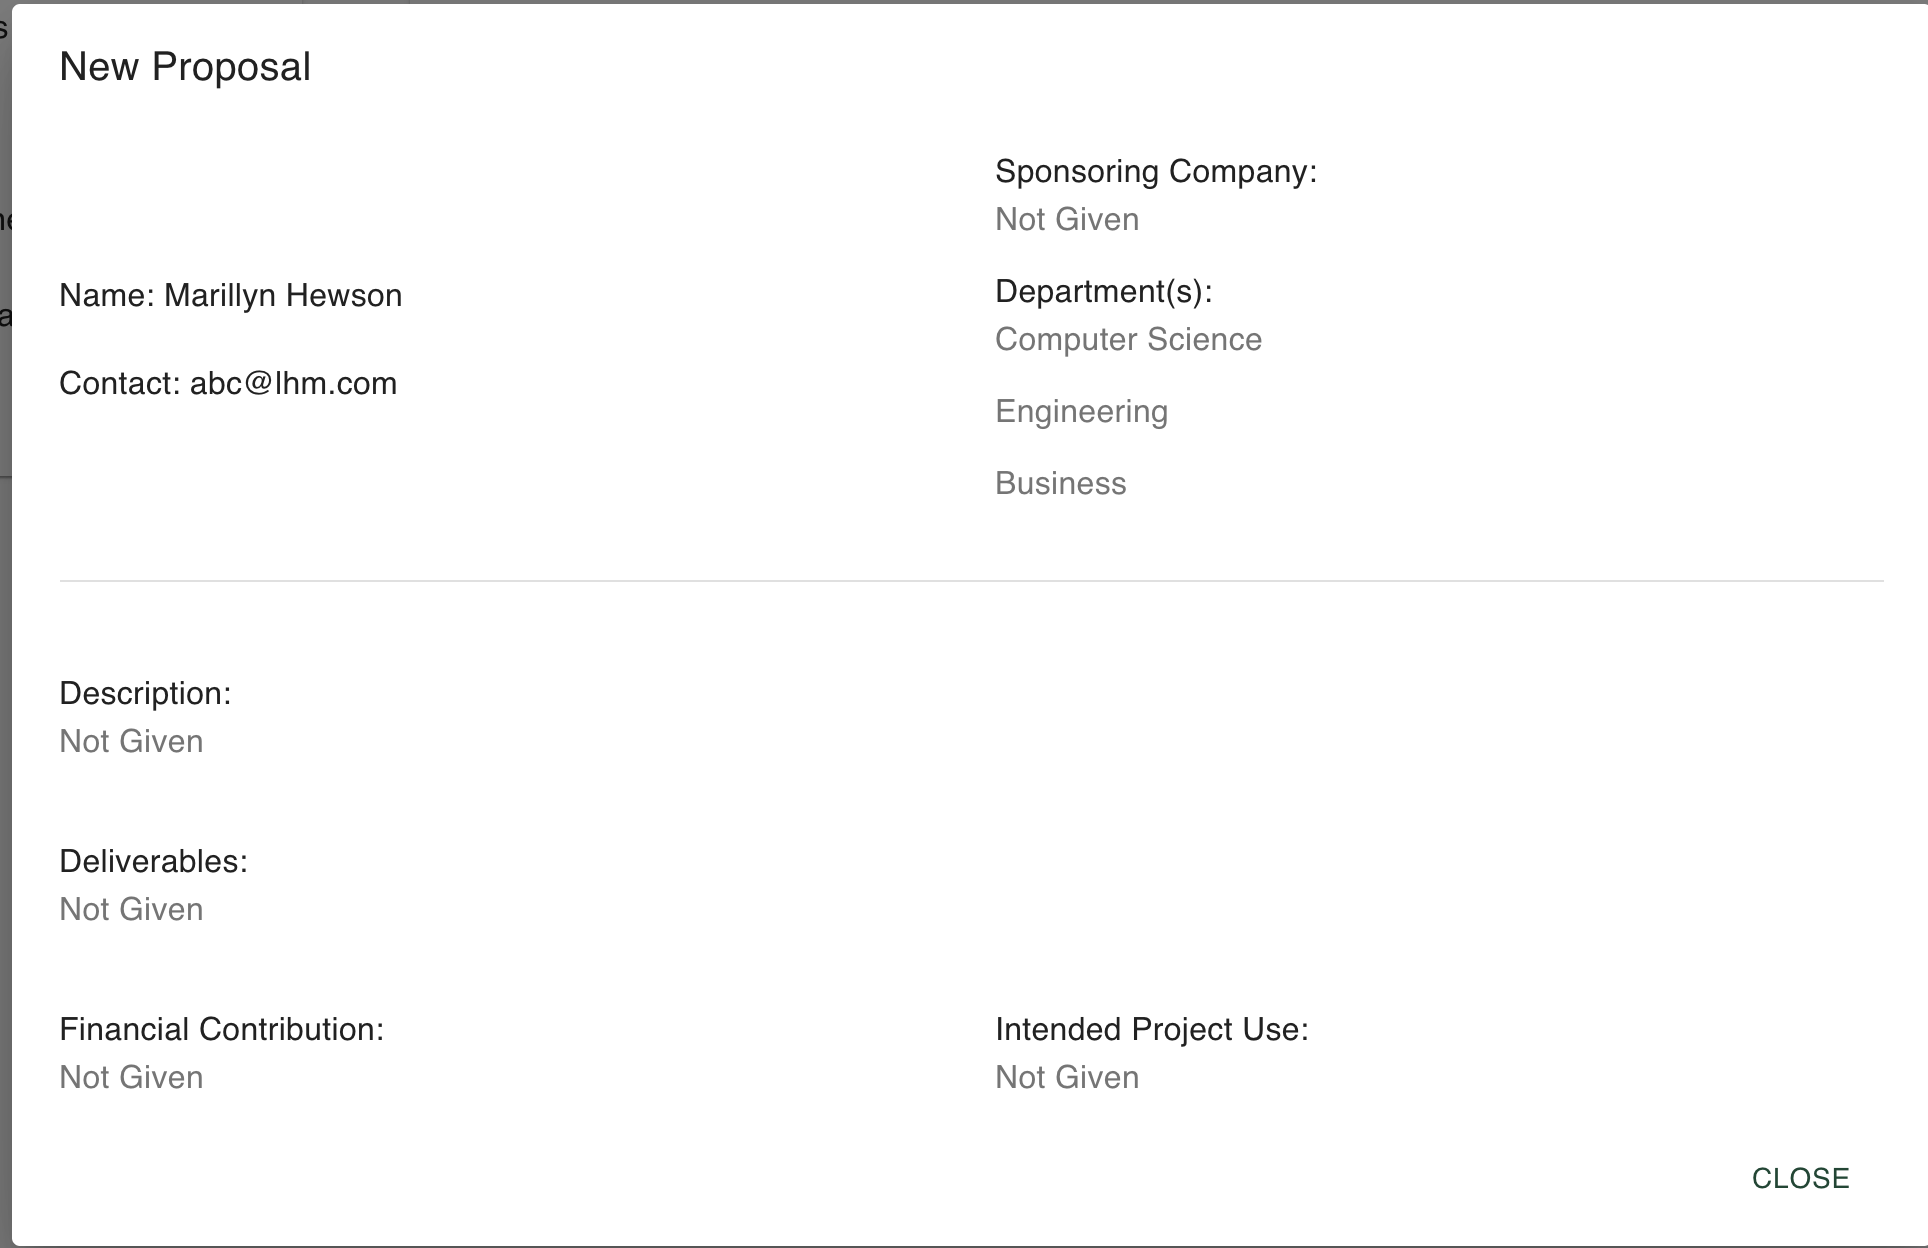 New Proposal
Name: Marillyn Hewson
Contact: abc@lhm.com
Sponsoring Company:
Not Given
Department(s):
Computer Science
Engineering
Business
Description:
Not Given
Deliverables:
Not Given
Financial Contribution:
Not Given
Intended Project Use:
Not Given
CLOSE